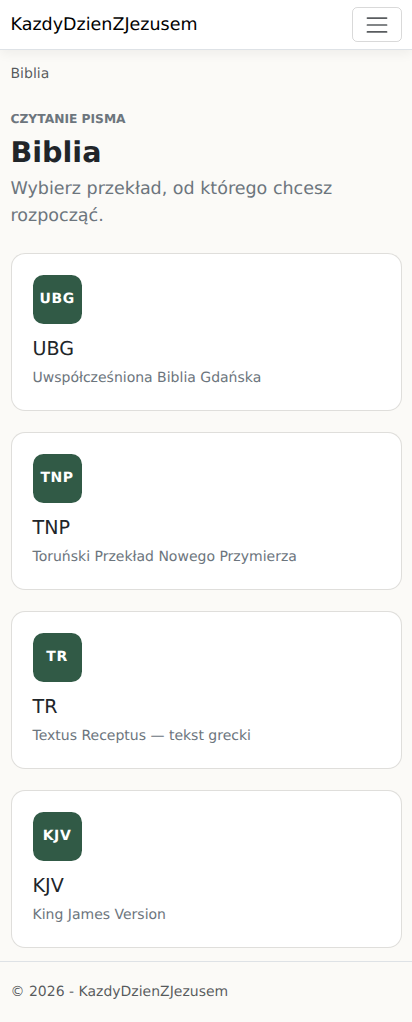 KazdyDzienZJezusem
Biblia
CZYTANIE PISMA
Biblia
Wybierz przekład, od którego chcesz
rozpocząć.
UBG
UBG
Uwspółcześniona Biblia Gdańska
TNP
TNP
Toruński Przekład Nowego Przymierza
TR
TR
Textus Receptus — tekst grecki
KJV
KJV
King James Version
© 2026 - KazdyDzienZJezusem